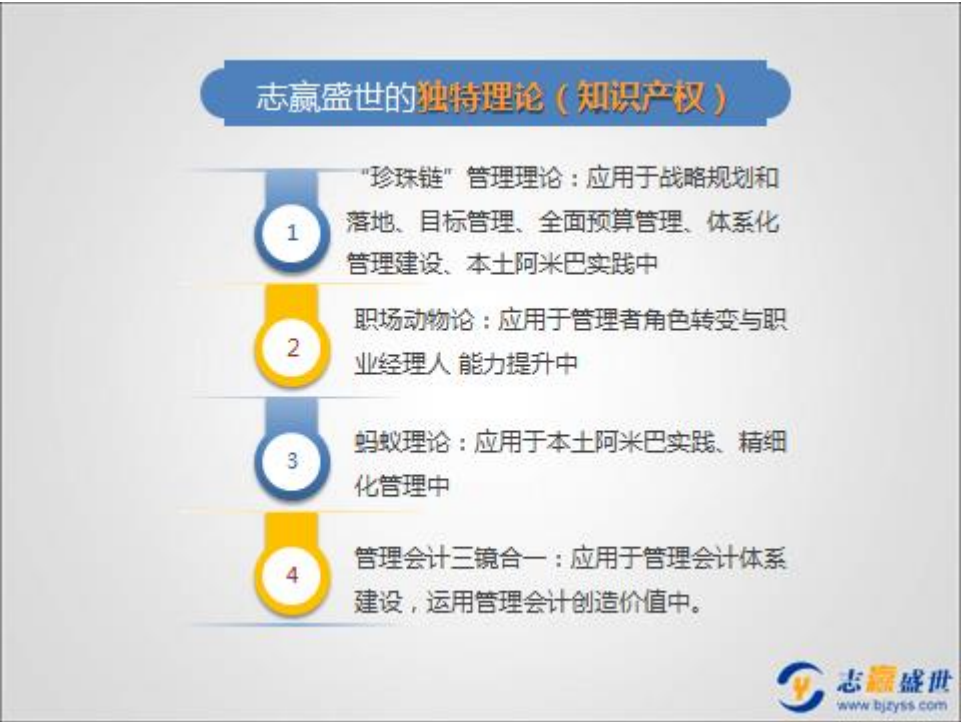 志赢盛世的独特理论（知识产权）
1
“珍珠链”管理理论：应用于战略规划和
落地、目标管理、全面预算管理、体系化
管理建设、本土阿米巴实践中
2
职场动物论：应用于管理者角色转变与职
业经理人 能力提升中
3
蚂蚁理论：应用于本土阿米巴实践、精细
化管理中
4
管理会计三镜合一：应用于管理会计体系
建设，运用管理会计创造价值中。
志赢盛世
www.bjzyss.com